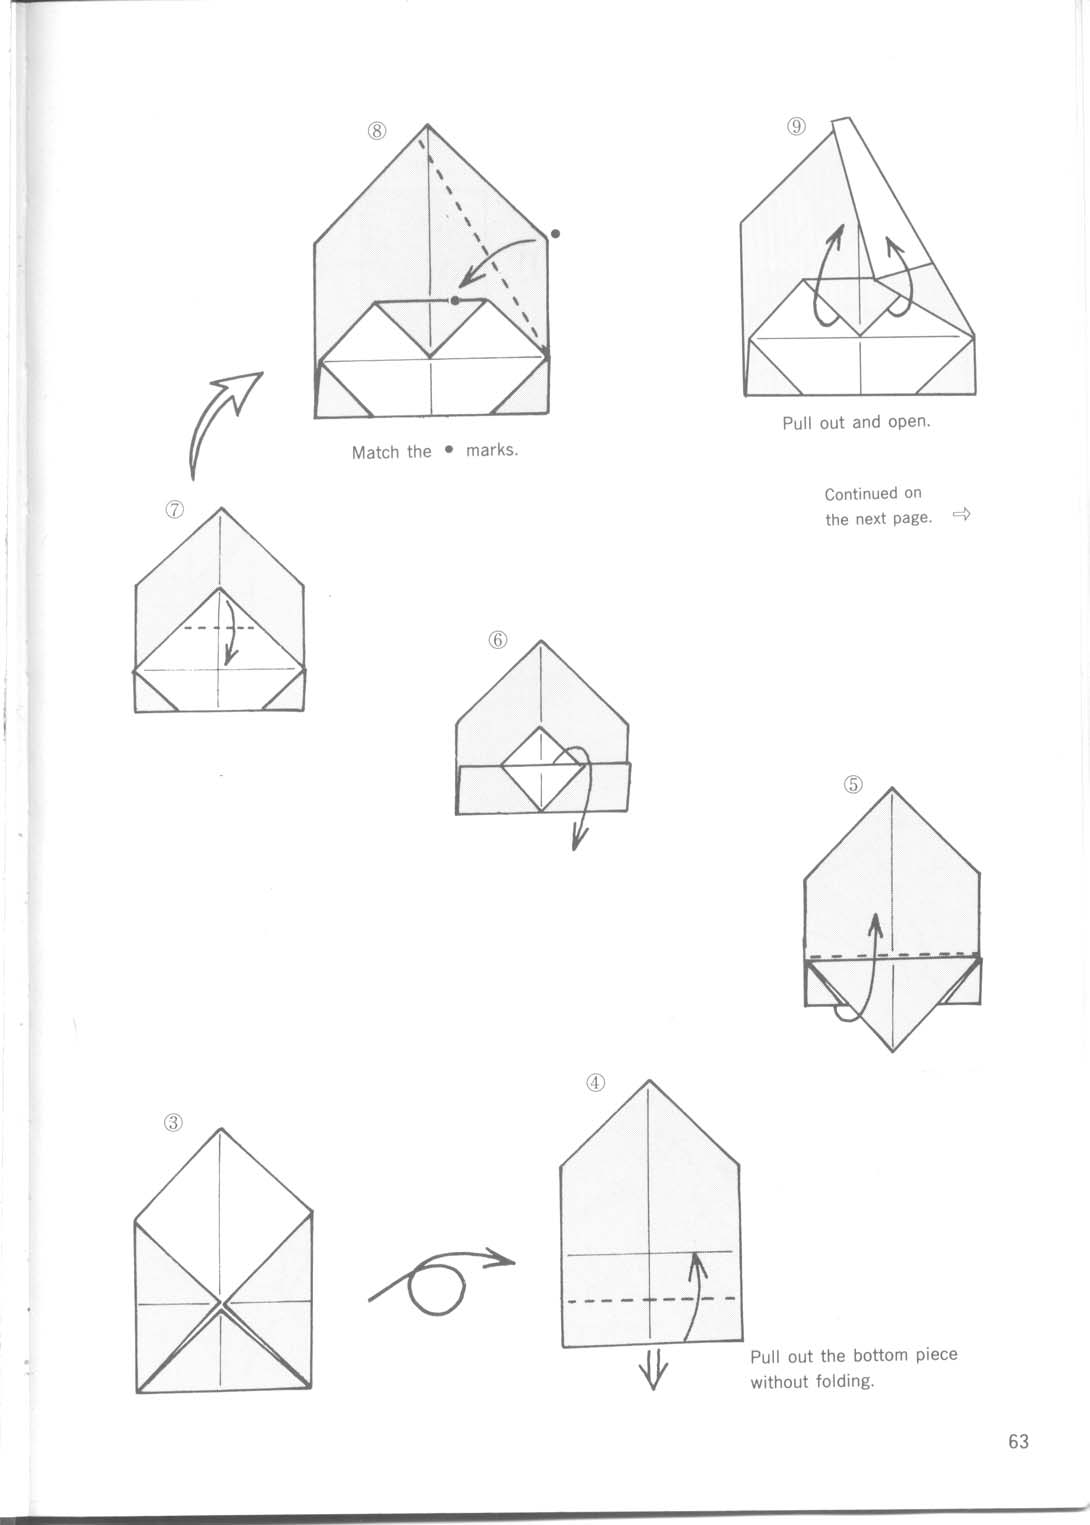 ⑧
⑨
Match the ● marks.
Pull out and open.
Continued on
the next page. ⇨
⑦
⑥
⑤
④
③
Pull out the bottom piece
without folding.
63